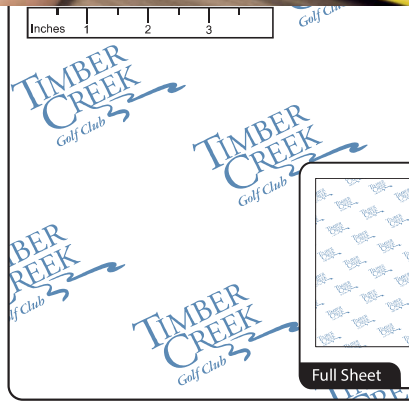 Golf Club
Inches 1 2 3
TIMBER
CREEK
Golf Club
TIMBER
CREEK
Golf Club
BER
REEK
lf Club
TIMBER
CREEK
Golf Club
Full Sheet